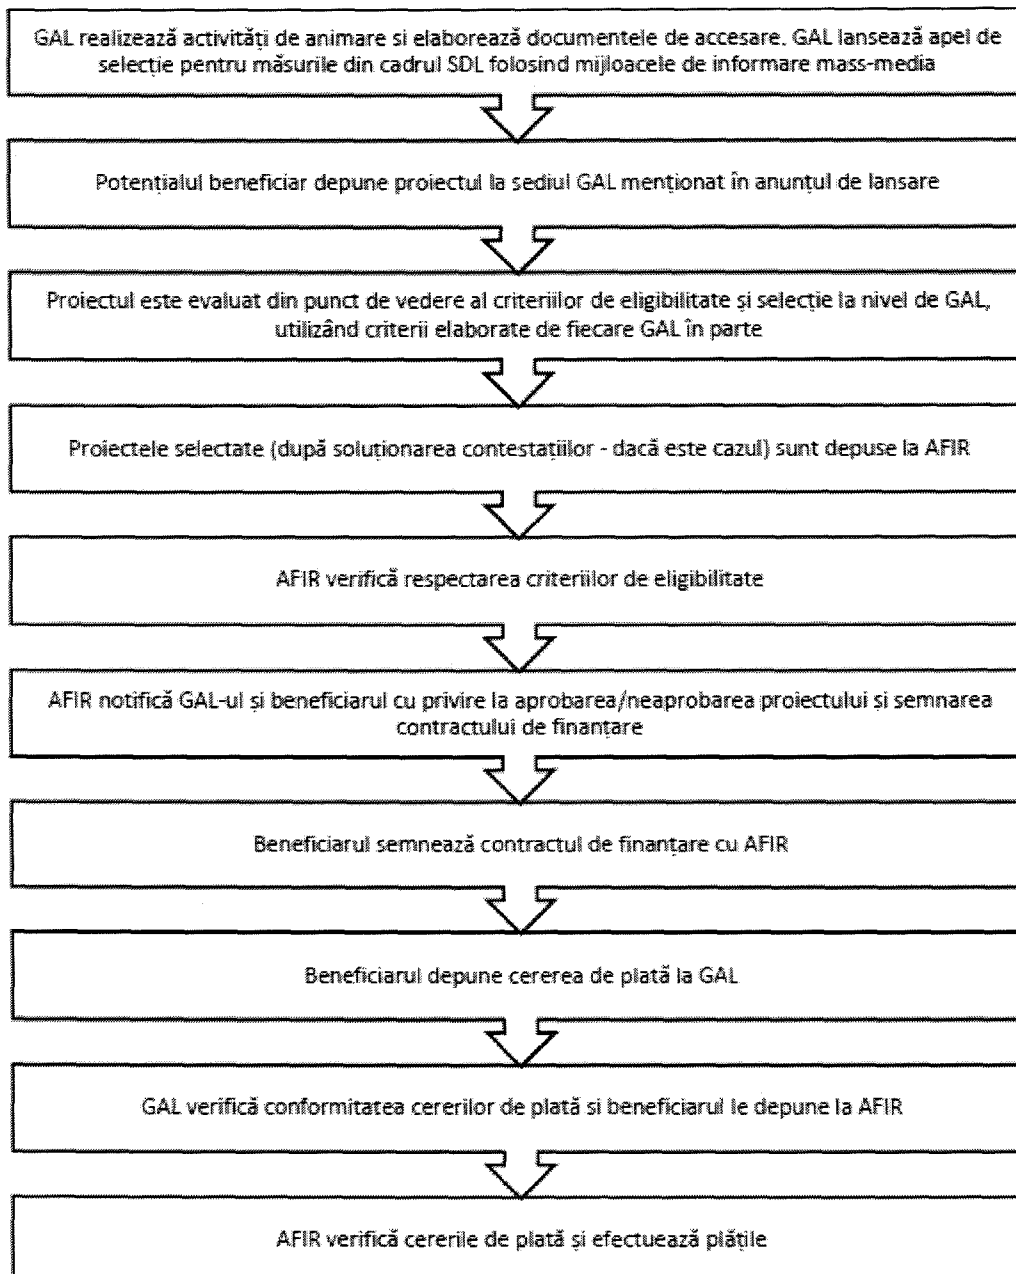 GAL realizează activități de animare si elaborează documentele de accesare. GAL lansează apel de
selecție pentru măsurile din cadrul SDL folosind mijloacele de informare mass-media
Potențialul beneficiar depune proiectul la sediul GAL menționat în anunțul de lansare
Proiectul este evaluat din punct de vedere al criteriilor de eligibilitate și selecție la nivel de GAL,
utilizând criterii elaborate de fiecare GAL în parte
Proiectele selectate (după soluționarea contestațiilor - dacă este cazul) sunt depuse la AFIR
AFIR verifică respectarea criteriilor de eligibilitate
AFIR notifică GAL-ul și beneficiarul cu privire la aprobarea/neaprobarea proiectului si semnarea
contractului de finanțare
Beneficiarul semnează contractul de finanțare cu AFIR
Beneficiarul depune cererea de plată la GAL
GAL verifică conformitatea cererilor de plată si beneficiarul le depune la AFIR
AFIR verifică cererile de plată și efectuează plățile